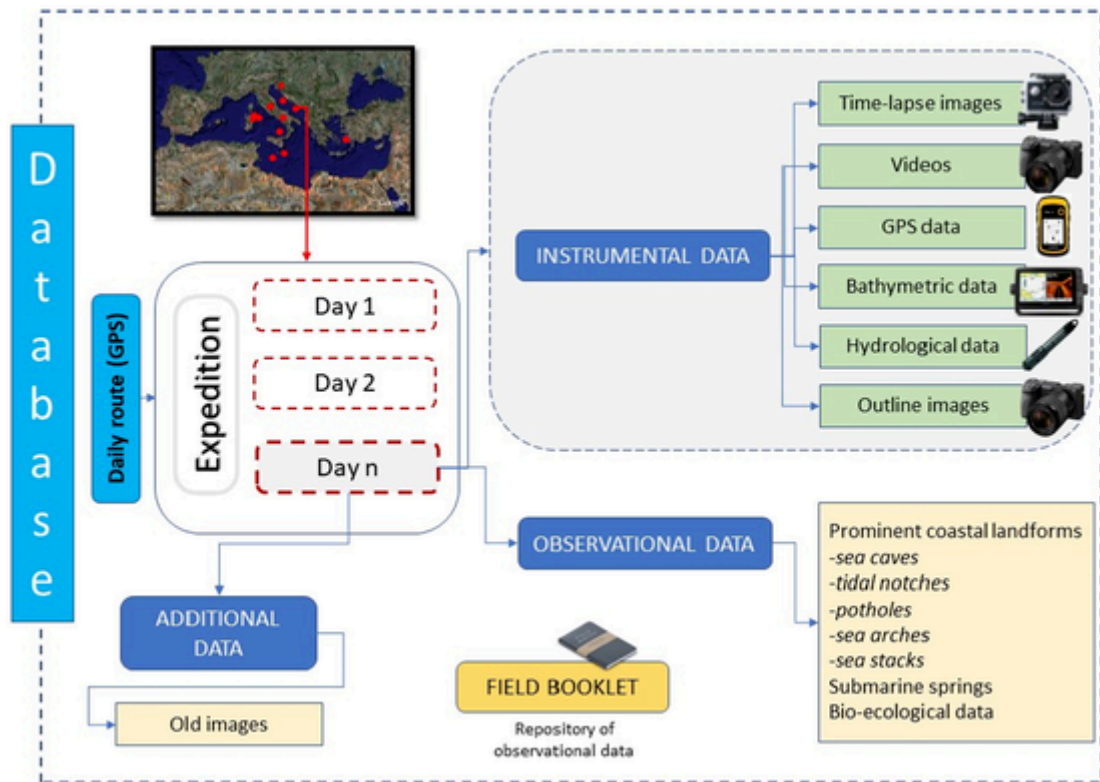 Database
Google
Daily route (GPS)
Expedition
Day 1
Day 2
Day n
INSTRUMENTAL DATA
Time-lapse images
Videos
GPS data
Bathymetric data
Hydrological data
Outline images
OBSERVATIONAL DATA
Prominent coastal landforms
-sea caves
-tidal notches
-potholes
-sea arches
-sea stacks
Submarine springs
Bio-ecological data
ADDITIONAL
DATA
Old images
FIELD BOOKLET
Repository of
observational data